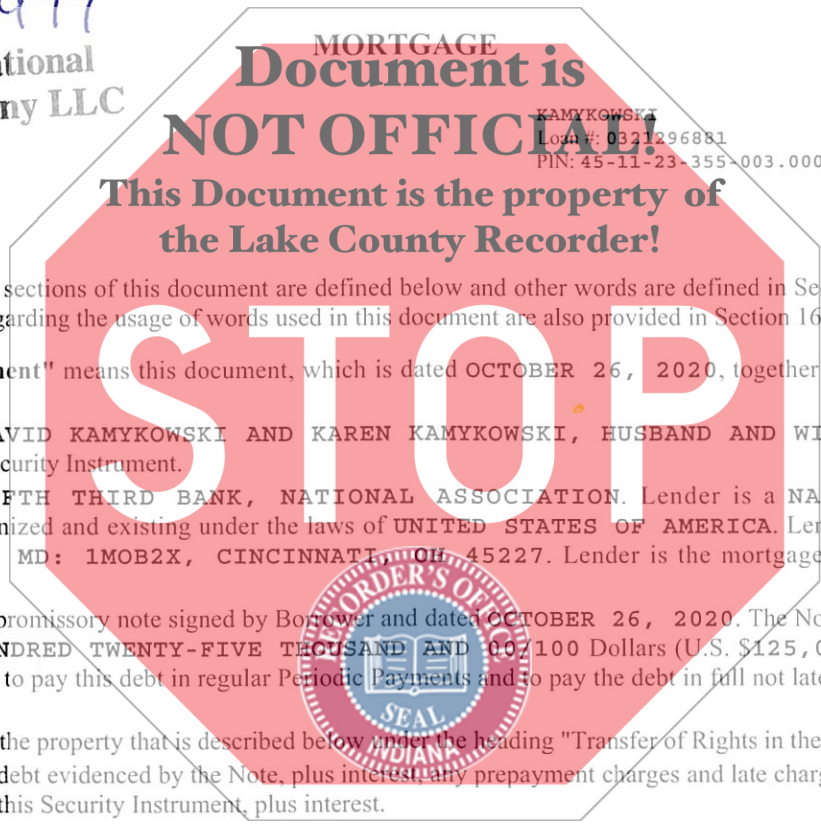 tional
ny LLC
MORTGAGE
Document is
NOT OFFICIAL!
KAMYKOWSKI
Loan #: 0321296881
PIN: 45-11-23-355-003.000
This Document is the property of
the Lake County Recorder!
sections of this document are defined below and other words are defined in Se
garding the usage of words used in this document are also provided in Section 16
ent" means this document, which is dated OCTOBER 26, 2020, together
AVID KAMYKOWSKI AND KAREN KAMYKOWSKI, HUSBAND AND WI
curity Instrument.
FTH THIRD BANK, NATIONAL ASSOCIATION. Lender is a NA
nized and existing under the laws of UNITED STATES OF AMERICA. Len
MD: 1MOB2X, CINCINNATI, OH 45227. Lender is the mortgage
promissory note signed by Borrower and dated OCTOBER 26, 2020. The No
NDRED TWENTY-FIVE THOUSAND AND 00/100 Dollars (U.S. $125,0
to pay this debt in regular Periodic Payments and to pay the debt in full not late
the property that is described below under the heading "Transfer of Rights in the
debt evidenced by the Note, plus interest, any prepayment charges and late charg
this Security Instrument, plus interest.
STOP
RECORDER'S OFFIC
SEAL
INDIANA